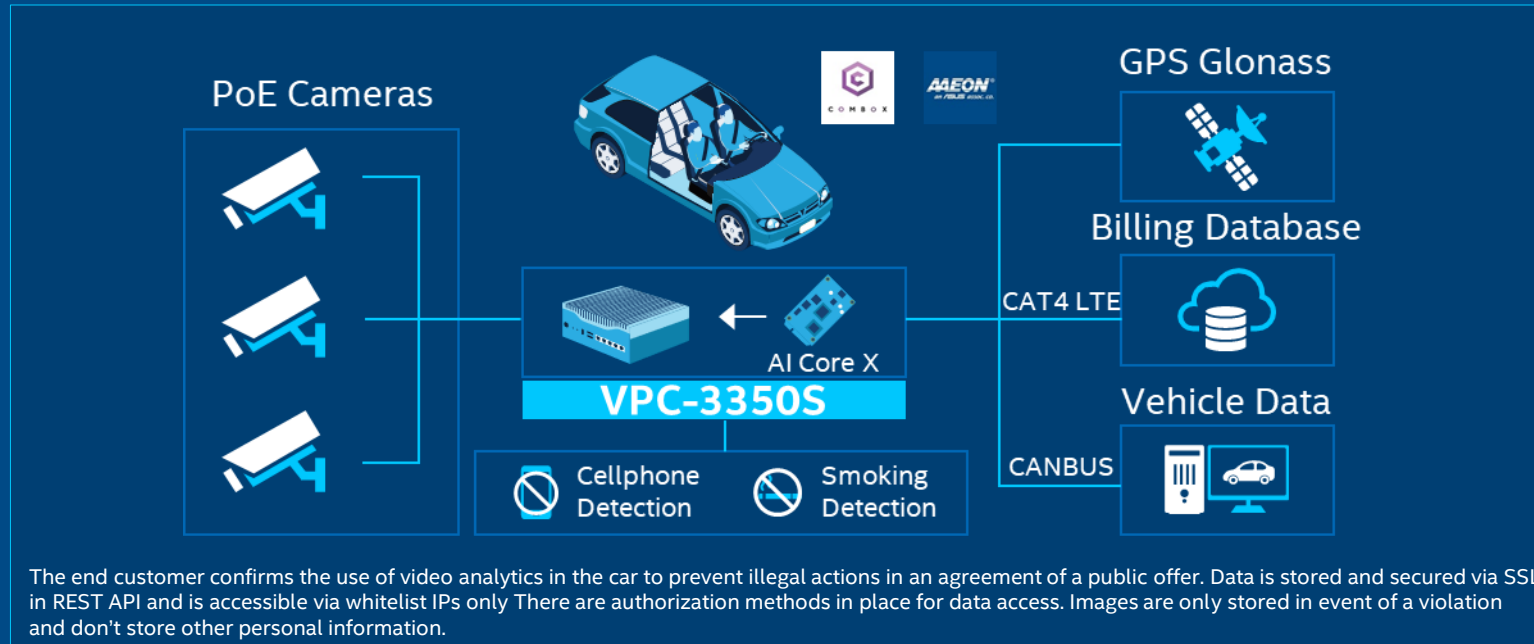 PoE Cameras
COMBOX
AAEON
an ASUS assoc. co.
GPS Glonass
Billing Database
CAT4 LTE
AI Core X
VPC-3350S
Vehicle Data
CANBUS
Cellphone
Detection
Smoking
Detection
The end customer confirms the use of video analytics in the car to prevent illegal actions in an agreement of a public offer. Data is stored and secured via SSL
in REST API and is accessible via whitelist IPs only There are authorization methods in place for data access. Images are only stored in event of a violation
and don't store other personal information.